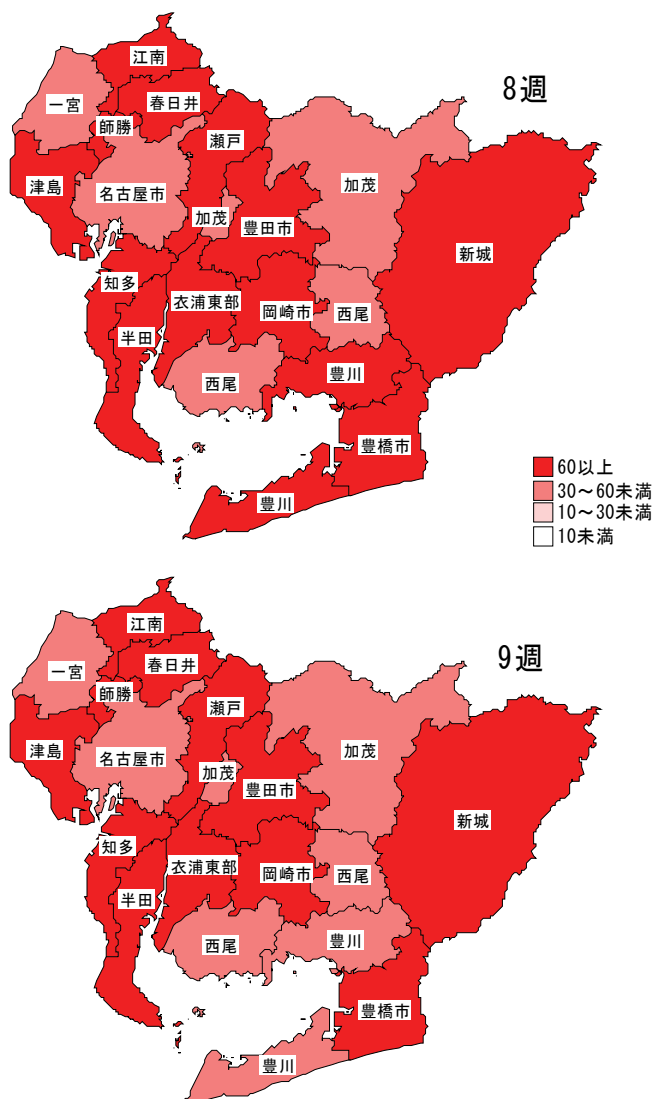 江南
8週
一宮
春日井
師勝
瀬戸
津島
名古屋市
加茂
加茂
豊田市
新城
知多
衣浦東部
岡崎市
西尾
半田
西尾
豊川
豊橋市
豊川
60以上
30～60未満
10～30未満
10未満
江南
9週
一宮
春日井
師勝
瀬戸
津島
名古屋市
加茂
加茂
豊田市
新城
知多
衣浦東部
岡崎市
西尾
半田
西尾
豊川
豊橋市
豊川